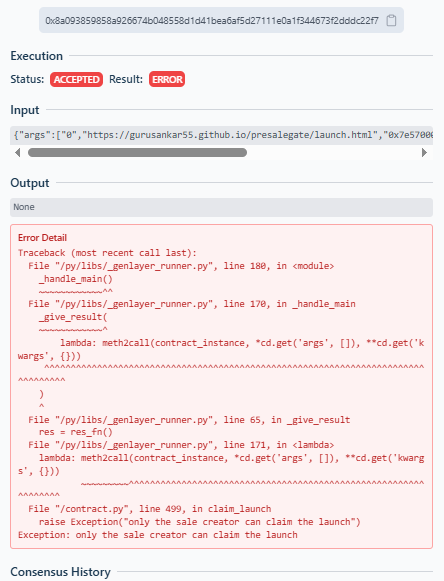 0x8a093859858a926674b048558d1d41bea6af5d27111e0a1f344673f2dddc22f7
Execution
Status: ACCEPTED Result: ERROR
Input
{"args":["0","https://gurusankar55.github.io/presalegate/launch.html","0x7e5700
Output
None
Error Detail
Traceback (most recent call last):
  File "/py/libs/_genlayer_runner.py", line 180, in <module>
    _handle_main()
    ~~~~~~~~~~~~^^
  File "/py/libs/_genlayer_runner.py", line 170, in _handle_main
    _give_result(
    ~~~~~~~~~~~~^
        lambda: meth2call(contract_instance, *cd.get('args', []), **cd.get('k
wargs', {}))
        ^^^^^^^^^^^^^^^^^^^^^^^^^^^^^^^^^^^^^^^^^^^^^^^^^^^^^^^^^^^^^^^^^^^^^
^^^^^^^^^
    )
    ^
  File "/py/libs/_genlayer_runner.py", line 65, in _give_result
    res = res_fn()
  File "/py/libs/_genlayer_runner.py", line 171, in <lambda>
    lambda: meth2call(contract_instance, *cd.get('args', []), **cd.get('kwarg
s', {}))
            ~~~~~~~~~^^^^^^^^^^^^^^^^^^^^^^^^^^^^^^^^^^^^^^^^^^^^^^^^^^^^^^^^
^^^^^^^^
  File "/contract.py", line 499, in claim_launch
    raise Exception("only the sale creator can claim the launch")
Exception: only the sale creator can claim the launch
Consensus History